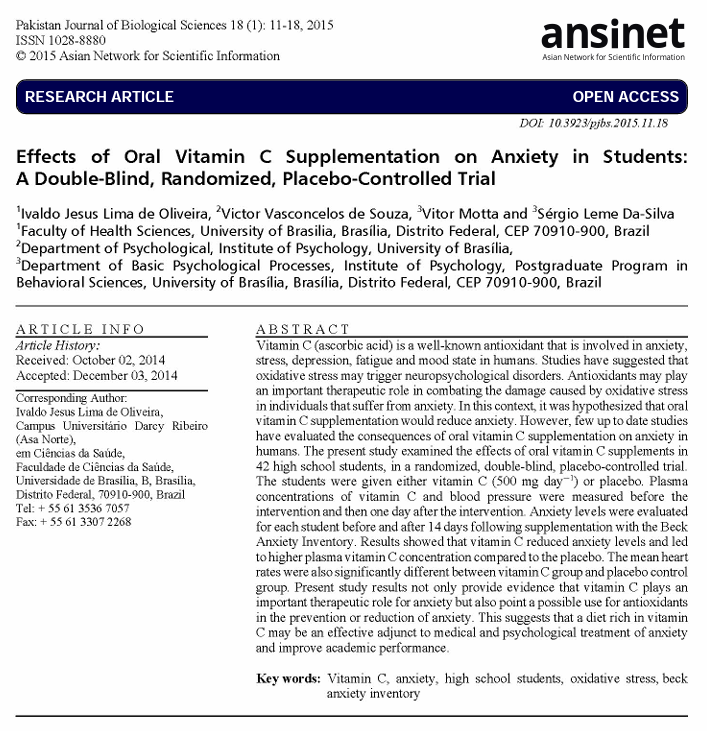 Pakistan Journal of Biological Sciences 18 (1): 11-18, 2015
ISSN 1028-8880
© 2015 Asian Network for Scientific Information
ansinet
Asian Network for Scientific Information
RESEARCH ARTICLE OPEN ACCESS
DOI: 10.3923/pjbs.2015.11.18
Effects of Oral Vitamin C Supplementation on Anxiety in Students:
A Double-Blind, Randomized, Placebo-Controlled Trial
¹Ivaldo Jesus Lima de Oliveira, ²Victor Vasconcelos de Souza, ³Vitor Motta and ³Sérgio Leme Da-Silva
¹Faculty of Health Sciences, University of Brasilia, Brasília, Distrito Federal, CEP 70910-900, Brazil
²Department of Psychological, Institute of Psychology, University of Brasília,
³Department of Basic Psychological Processes, Institute of Psychology, Postgraduate Program in
Behavioral Sciences, University of Brasília, Brasília, Distrito Federal, CEP 70910-900, Brazil
ARTICLE INFO
Article History:
Received: October 02, 2014
Accepted: December 03, 2014
Corresponding Author:
Ivaldo Jesus Lima de Oliveira,
Campus Universitário Darcy Ribeiro
(Asa Norte),
em Ciências da Saúde,
Faculdade de Ciências da Saúde,
Universidade de Brasília, B, Brasilia,
Distrito Federal, 70910-900, Brazil
Tel: + 55 61 3536 7057
Fax: + 55 61 3307 2268
ABSTRACT
Vitamin C (ascorbic acid) is a well-known antioxidant that is involved in anxiety,
stress, depression, fatigue and mood state in humans. Studies have suggested that
oxidative stress may trigger neuropsychological disorders. Antioxidants may play
an important therapeutic role in combating the damage caused by oxidative stress
in individuals that suffer from anxiety. In this context, it was hypothesized that oral
vitamin C supplementation would reduce anxiety. However, few up to date studies
have evaluated the consequences of oral vitamin C supplementation on anxiety in
humans. The present study examined the effects of oral vitamin C supplements in
42 high school students, in a randomized, double-blind, placebo-controlled trial.
The students were given either vitamin C (500 mg day⁻¹) or placebo. Plasma
concentrations of vitamin C and blood pressure were measured before the
intervention and then one day after the intervention. Anxiety levels were evaluated
for each student before and after 14 days following supplementation with the Beck
Anxiety Inventory. Results showed that vitamin C reduced anxiety levels and led
to higher plasma vitamin C concentration compared to the placebo. The mean heart
rates were also significantly different between vitamin C group and placebo control
group. Present study results not only provide evidence that vitamin C plays an
important therapeutic role for anxiety but also point a possible use for antioxidants
in the prevention or reduction of anxiety. This suggests that a diet rich in vitamin
C may be an effective adjunct to medical and psychological treatment of anxiety
and improve academic performance.
Key words: Vitamin C, anxiety, high school students, oxidative stress, beck
anxiety inventory